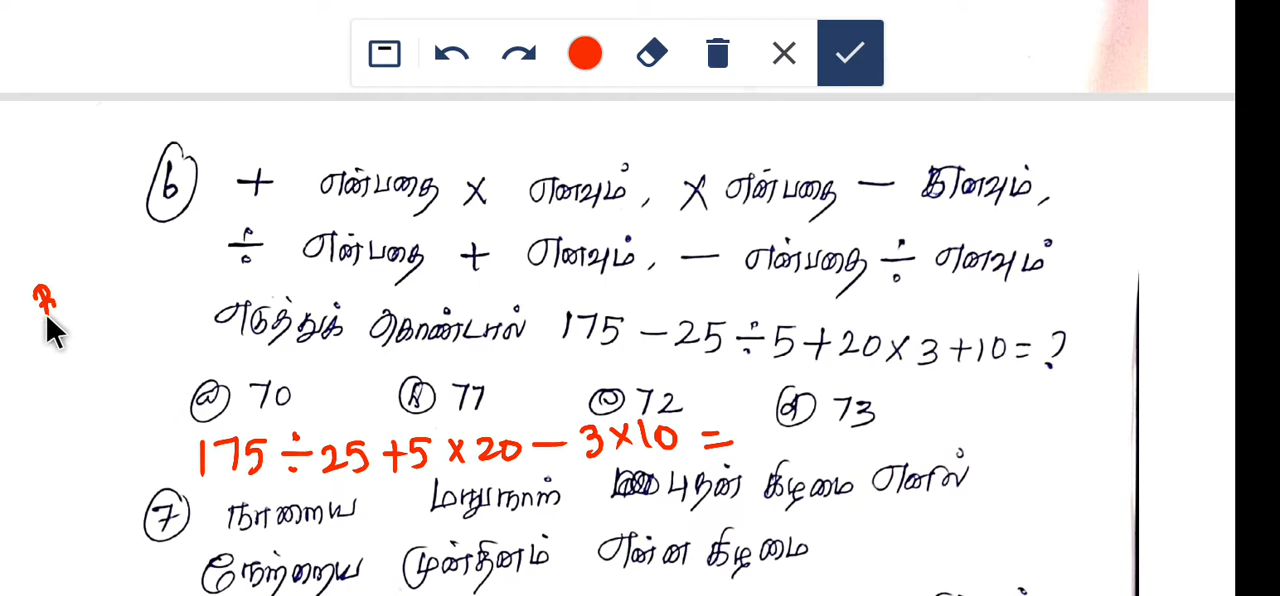 6 + என்பதை × எனவும், × என்பதை − எனவும்,
÷ என்பதை + எனவும், − என்பதை ÷ எனவும்
எடுத்துக் கொண்டால் 175 − 25 ÷ 5 + 20 × 3 + 10 = ?
அ 70 ஆ 77 இ 72 ஈ 73
175 ÷ 25 + 5 × 20 − 3 × 10 =
7 நாளைய மறுநாள் புதன் கிழமை எனில்
நேற்றைய முன்தினம் என்ன கிழமை